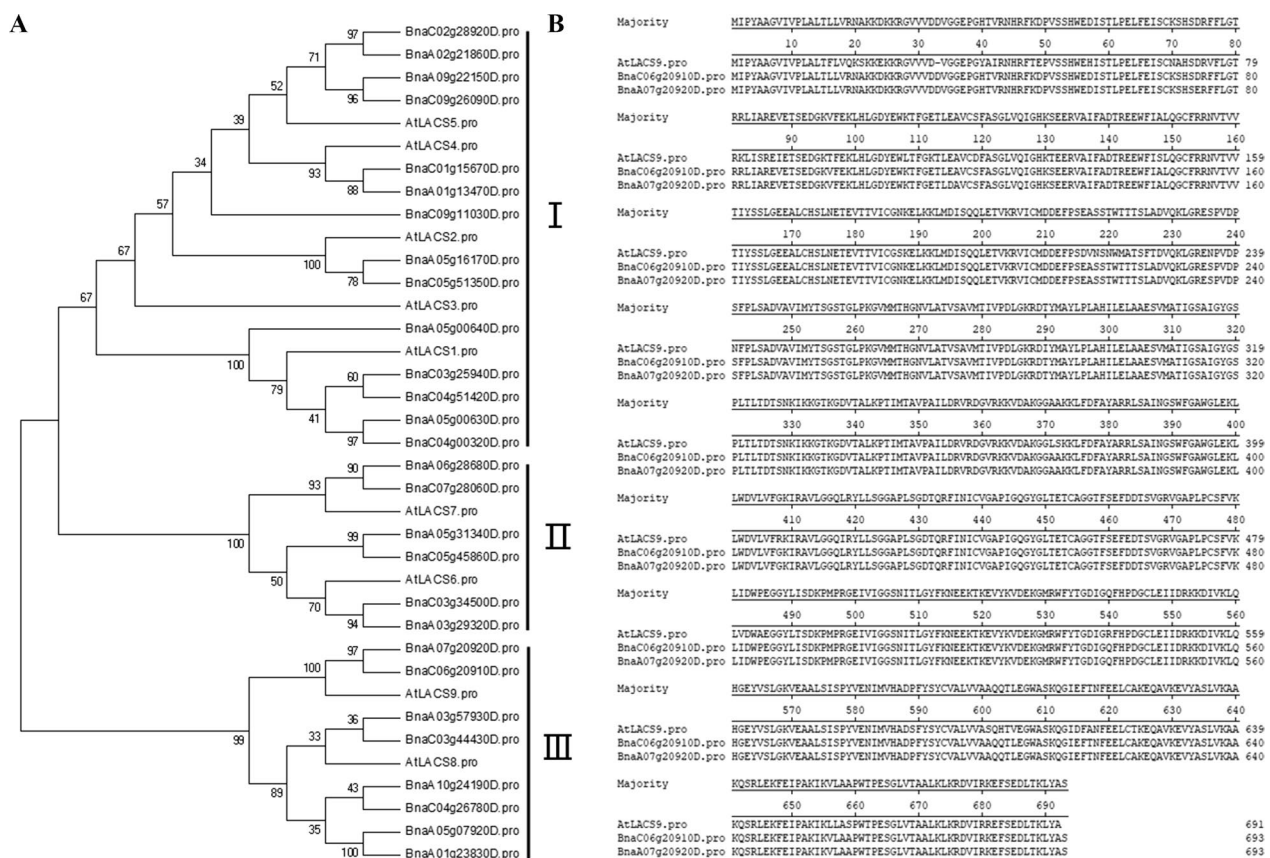 A
B
97
BnaC02g28920D.pro
71
BnaA02g21860D.pro
BnaA09g22150D.pro
52
96
BnaC09g26090D.pro
39
AtLACS5.pro
AtLACS4.pro
34
93
BnaC01g15670D.pro
88
BnaA01g13470D.pro
57
BnaC09g11030D.pro
I
67
AtLACS2.pro
100
BnaA05g16170D.pro
78
BnaC05g51350D.pro
67
AtLACS3.pro
BnaA05g00640D.pro
100
AtLACS1.pro
79
60
BnaC03g25940D.pro
BnaC04g51420D.pro
41
BnaA05g00630D.pro
97
BnaC04g00320D.pro
90
BnaA06g28680D.pro
93
BnaC07g28060D.pro
AtLACS7.pro
100
99
BnaA05g31340D.pro
II
BnaC05g45860D.pro
50
AtLACS6.pro
70
BnaC03g34500D.pro
94
BnaA03g29320D.pro
97
BnaA07g20920D.pro
100
BnaC06g20910D.pro
AtLACS9.pro
99
36
BnaA03g57930D.pro
33
BnaC03g44430D.pro
III
AtLACS8.pro
89
43
BnaA10g24190D.pro
BnaC04g26780D.pro
35
BnaA05g07920D.pro
100
BnaA01g23830D.pro
Majority MIPYAAGVIVPLALTLLVRNAKKDKKRGVVVDDVGGEPGHTVRNHRFKDPVSSHWEDISTLPELFEISCKSHSDRFFLGT
10 20 30 40 50 60 70 80
AtLACS9.pro MIPYAAGVIVPLALTFLVQKSKKEKKRGVVVD-VGGEPGYAIRNHRFTEPVSSHWEHISTLPELFEISCNAHSDRVFLGT 79
BnaC06g20910D.pro MIPYAAGVIVPLALTLLVRNAKKDKKRGVVVDDVGGEPGHTVRNHRFKDPVSSHWEDISTLPELFEISCKSHSDRFFLGT 80
BnaA07g20920D.pro MIPYAAGVIVPLALTLLVRNAKKDKKRGVVVDDVGGEPGHTVRNHRFKDPVSSHWEDISTLPELFEISCKSHSERFFLGT 80
Majority RRLIAREVETSEDGKVFEKLHLGDYEWKTFGETLEAVCSFASGLVQIGHKSEERVAIFADTREEWFIALQGCFRRNVTVV
90 100 110 120 130 140 150 160
AtLACS9.pro RKLISREIETSEDGKTFEKLHLGDYEWLTFGKTLEAVCDFASGLVQIGHKTEERVAIFADTREEWFISLQGCFRRNVTVV 159
BnaC06g20910D.pro RRLIAREVETSEDGKVFEKLHLGDYEWKTFGETLEAVCSFASGLVQIGHKSEERVAIFADTREEWFIALQGCFRRNVTVV 160
BnaA07g20920D.pro RRLIAREVETSEDGKVFEKLHLGDYEWKTFGETLDAVCSFASGLVQIGHKSEERVAIFADTREEWFIALQGCFRRNVTVV 160
Majority TIYSSLGEEALCHSLNETEVTTVICGNKELKKLMDISQQLETVKRVICMDDEFPSEASSTWTTTSLADVQKLGRESPVDP
170 180 190 200 210 220 230 240
AtLACS9.pro TIYSSLGEEALCHSLNETEVTTVICGSKELKKLMDISQQLETVKRVICMDDEFPSDVNSNWMATSFTDVQKLGRENPVDP 239
BnaC06g20910D.pro TIYSSLGEEALCHSLNETEVTTVICGNKELKKLMDISQQLETVKRVICMDDEFPSEASSTWTTTSLADVQKLGRESPVDP 240
BnaA07g20920D.pro TIYSSLGEEALCHSLNETEVTTVICGNKELKKLMDISQQLETVKRVICMDDEFPSEASSTWTTTSLADVQKLGRESPVDP 240
Majority SFPLSADVAVIMYTSGSTGLPKGVMMTHGNVLATVSAVMTIVPDLGKRDTYMAYLPLAHILELAAESVMATIGSAIGYGS
250 260 270 280 290 300 310 320
AtLACS9.pro NFPLSADVAVIMYTSGSTGLPKGVMMTHGNVLATVSAVMTIVPDLGKRDIYMAYLPLAHILELAAESVMATIGSAIGYGS 319
BnaC06g20910D.pro SFPLSADVAVIMYTSGSTGLPKGVMMTHGNVLATVSAVMTIVPDLGKRDTYMAYLPLAHILELAAESVMATIGSAIGYGS 320
BnaA07g20920D.pro SFPLSADVAVIMYTSGSTGLPKGVMMTHGNVLATVSAVMTIVPDLGKRDTYMAYLPLAHILELAAESVMATIGSAIGYGS 320
Majority PLTLTDTSNKIKKGTKGDVTALKPTIMTAVPAILDRVRDGVRKKVDAKGGAAKKLFDFAYARRLSAINGSWFGAWGLEKL
330 340 350 360 370 380 390 400
AtLACS9.pro PLTLTDTSNKIKKGTKGDVTALKPTIMTAVPAILDRVRDGVRKKVDAKGGLSKKLFDFAYARRLSAINGSWFGAWGLEKL 399
BnaC06g20910D.pro PLTLTDTSNKIKKGTKGDVTALKPTIMTAVPAILDRVRDGVRKKVDAKGGAAKKLFDFAYARRLSAINGSWFGAWGLEKL 400
BnaA07g20920D.pro PLTLTDTSNKIKKGTKGDVTALKPTIMTAVPAILDRVRDGVRKKVDAKGGAAKKLFDFAYARRLSAINGSWFGAWGLEKL 400
Majority LWDVLVFGKIRAVLGGQLRYLLSGGAPLSGDTQRFINICVGAPIGQGYGLTETCAGGTFSEFDDTSVGRVGAPLPCSFVK
410 420 430 440 450 460 470 480
AtLACS9.pro LWDVLVFRKIRAVLGGQIRYLLSGGAPLSGDTQRFINICVGAPIGQGYGLTETCAGGTFSEFEDTSVGRVGAPLPCSFVK 479
BnaC06g20910D.pro LWDVLVFGKIRAVLGGQLRYLLSGGAPLSGDTQRFINICVGAPIGQGYGLTETCAGGTFSEFDDTSVGRVGAPLPCSFVK 480
BnaA07g20920D.pro LWDVLVFGKIRAVLGGQLRYLLSGGAPLSGDTQRFINICVGAPIGQGYGLTETCAGGTFSEFDDTSVGRVGAPLPCSFVK 480
Majority LIDWPEGGYLISDKPMPRGEIVIGGSNITLGYFKNEEKTKEVYKVDEKGMRWFYTGDIGQFHPDGCLEIIDRKKDIVKLQ
490 500 510 520 530 540 550 560
AtLACS9.pro LVDWAEGGYLTSDKPMPRGEIVIGGSNITLGYFKNEEKTKEVYKVDEKGMRWFYTGDIGRFHPDGCLEIIDRKKDIVKLQ 559
BnaC06g20910D.pro LIDWPEGGYLISDKPMPRGEIVIGGSNITLGYFKNEEKTKEVYKVDEKGMRWFYTGDIGQFHPDGCLEIIDRKKDIVKLQ 560
BnaA07g20920D.pro LIDWPEGGYLISDKPMPRGEIVIGGSNITLGYFKNEEKTKEVYKVDEKGMRWFYTGDIGQFHPDGCLEIIDRKKDIVKLQ 560
Majority HGEYVSLGKVEAALSISPYVENIMVHADPFYSYCVALVVAAQQTLEGWASKQGIEFTNFEELCAKEQAVKEVYASLVKAA
570 580 590 600 610 620 630 640
AtLACS9.pro HGEYVSLGKVEAALSISPYVENIMVHADSFYSYCVALVVASQHTVEGWASKQGIDFANFEELCTKEQAVKEVYASLVKAA 639
BnaC06g20910D.pro HGEYVSLGKVEAALSISPYVENIMVHADPFYSYCVALVVAAQQTLEGWASKQGIEFTNFEELCAKEQAVKEVYASLVKAA 640
BnaA07g20920D.pro HGEYVSLGKVEAALSISPYVENIMVHADPFYSYCVALVVAAQQTLEGWASKQGIEFTNFEELCAKEQAVKEVYASLVKAA 640
Majority KQSRLEKFEIPAKIKVLAAPWTPESGLVTAALKLKRDVIRKEFSEDLTKLYAS
650 660 670 680 690
AtLACS9.pro KQSRLEKFEIPAKIKLLASPWTPESGLVTAALKLKRDVIRREFSEDLTKLYA 691
BnaC06g20910D.pro KQSRLEKFEIPAKIKVLAAPWTPESGLVTAALKLKRDVIRKEFSEDLTKLYAS 693
BnaA07g20920D.pro KQSRLEKFEIPAKIKVLAAPWTPESGLVTAALKLKRDVIRKEFSEDLTKLYAS 693